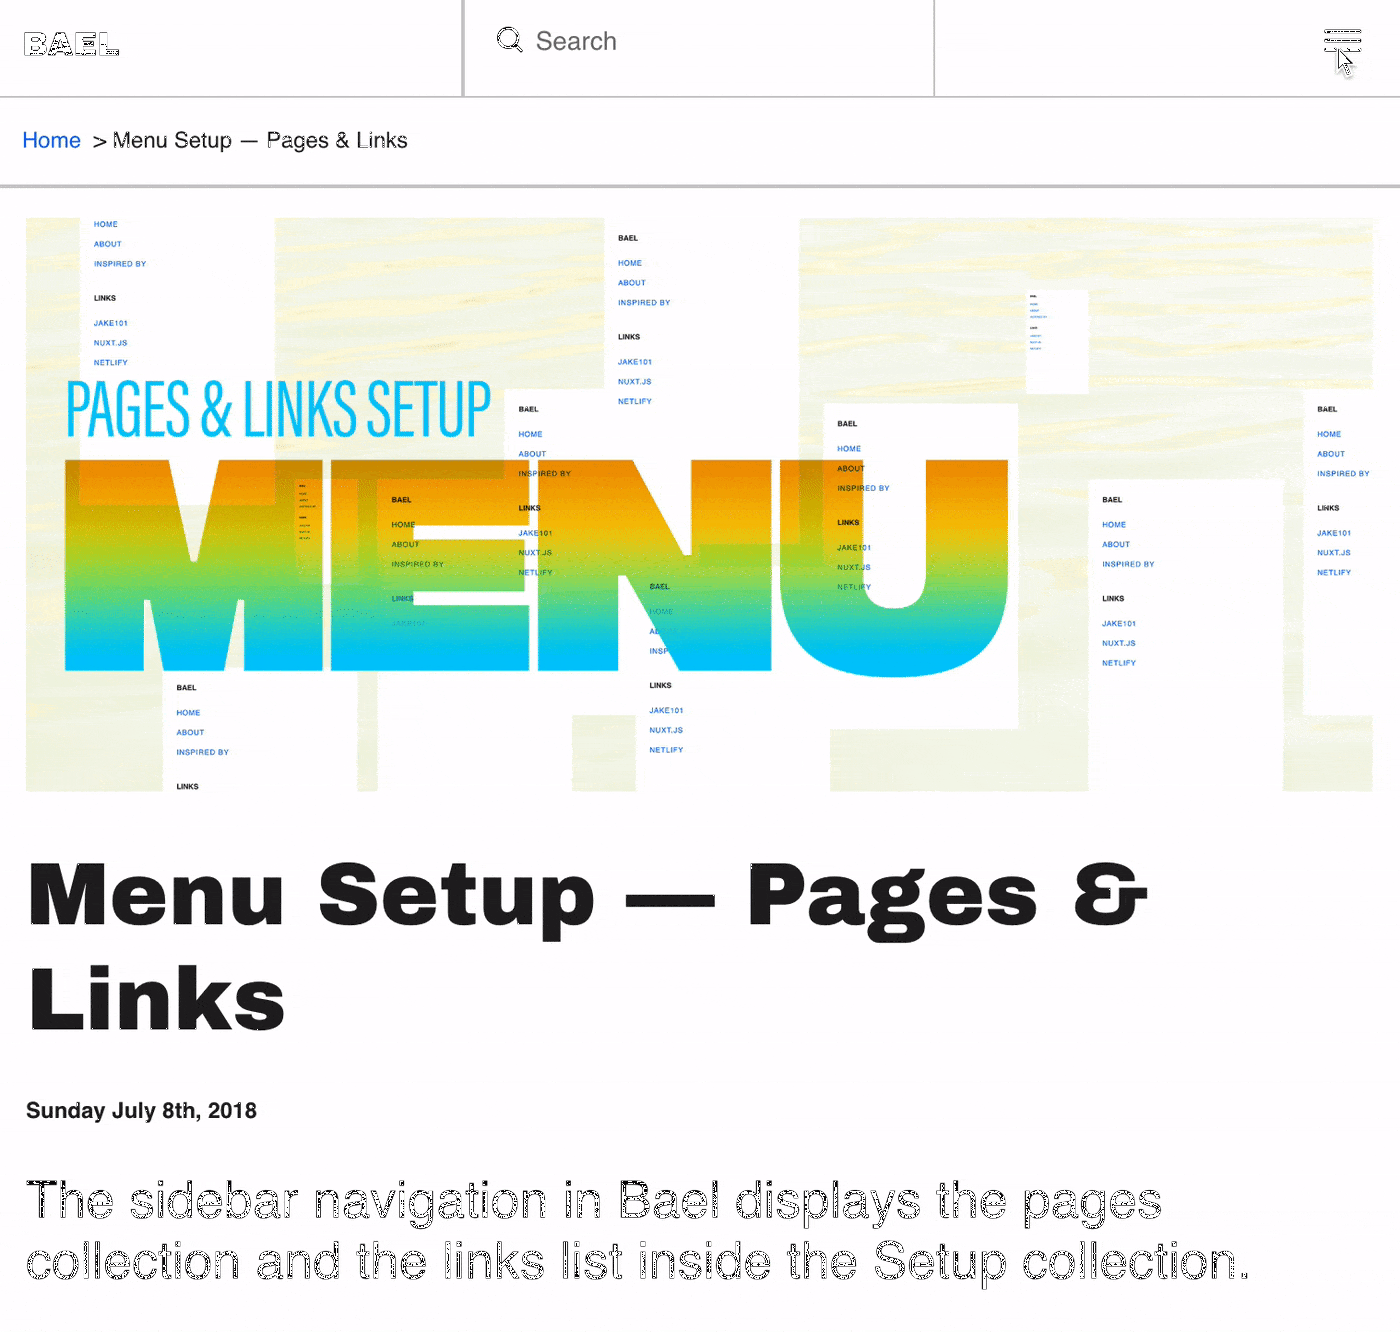 BAEL
Search
Home > Menu Setup — Pages & Links
HOME
ABOUT
INSPIRED BY
LINKS
JAKE101
NUXT.JS
NETLIFY
BAEL
HOME
ABOUT
INSPIRED BY
LINKS
JAKE101
NUXT.JS
NETLIFY
PAGES & LINKS SETUP
MENU
BAEL
HOME
ABOUT
INSPIRED BY
LINKS
JAKE101
NUXT.JS
NETLIFY
BAEL
HOME
ABOUT
INSPIRED BY
LINKS
JAKE101
NUXT.JS
NETLIFY
BAEL
HOME
ABOUT
INSPIRED BY
LINKS
JAKE101
NUXT.JS
NETLIFY
BAEL
HOME
ABOUT
INSPIRED BY
LINKS
JAKE101
BAEL
HOME
ABOUT
INSPIRED BY
LINKS
JAKE101
NUXT.JS
NETLIFY
BAEL
HOME
LINKS
JAKE101
NUXT.JS
NETLIFY
BAEL
HOME
ABOUT
INSPIRED BY
LINKS
Menu Setup — Pages &
Links
Sunday July 8th, 2018
The sidebar navigation in Bael displays the pages
collection and the links list inside the Setup collection.